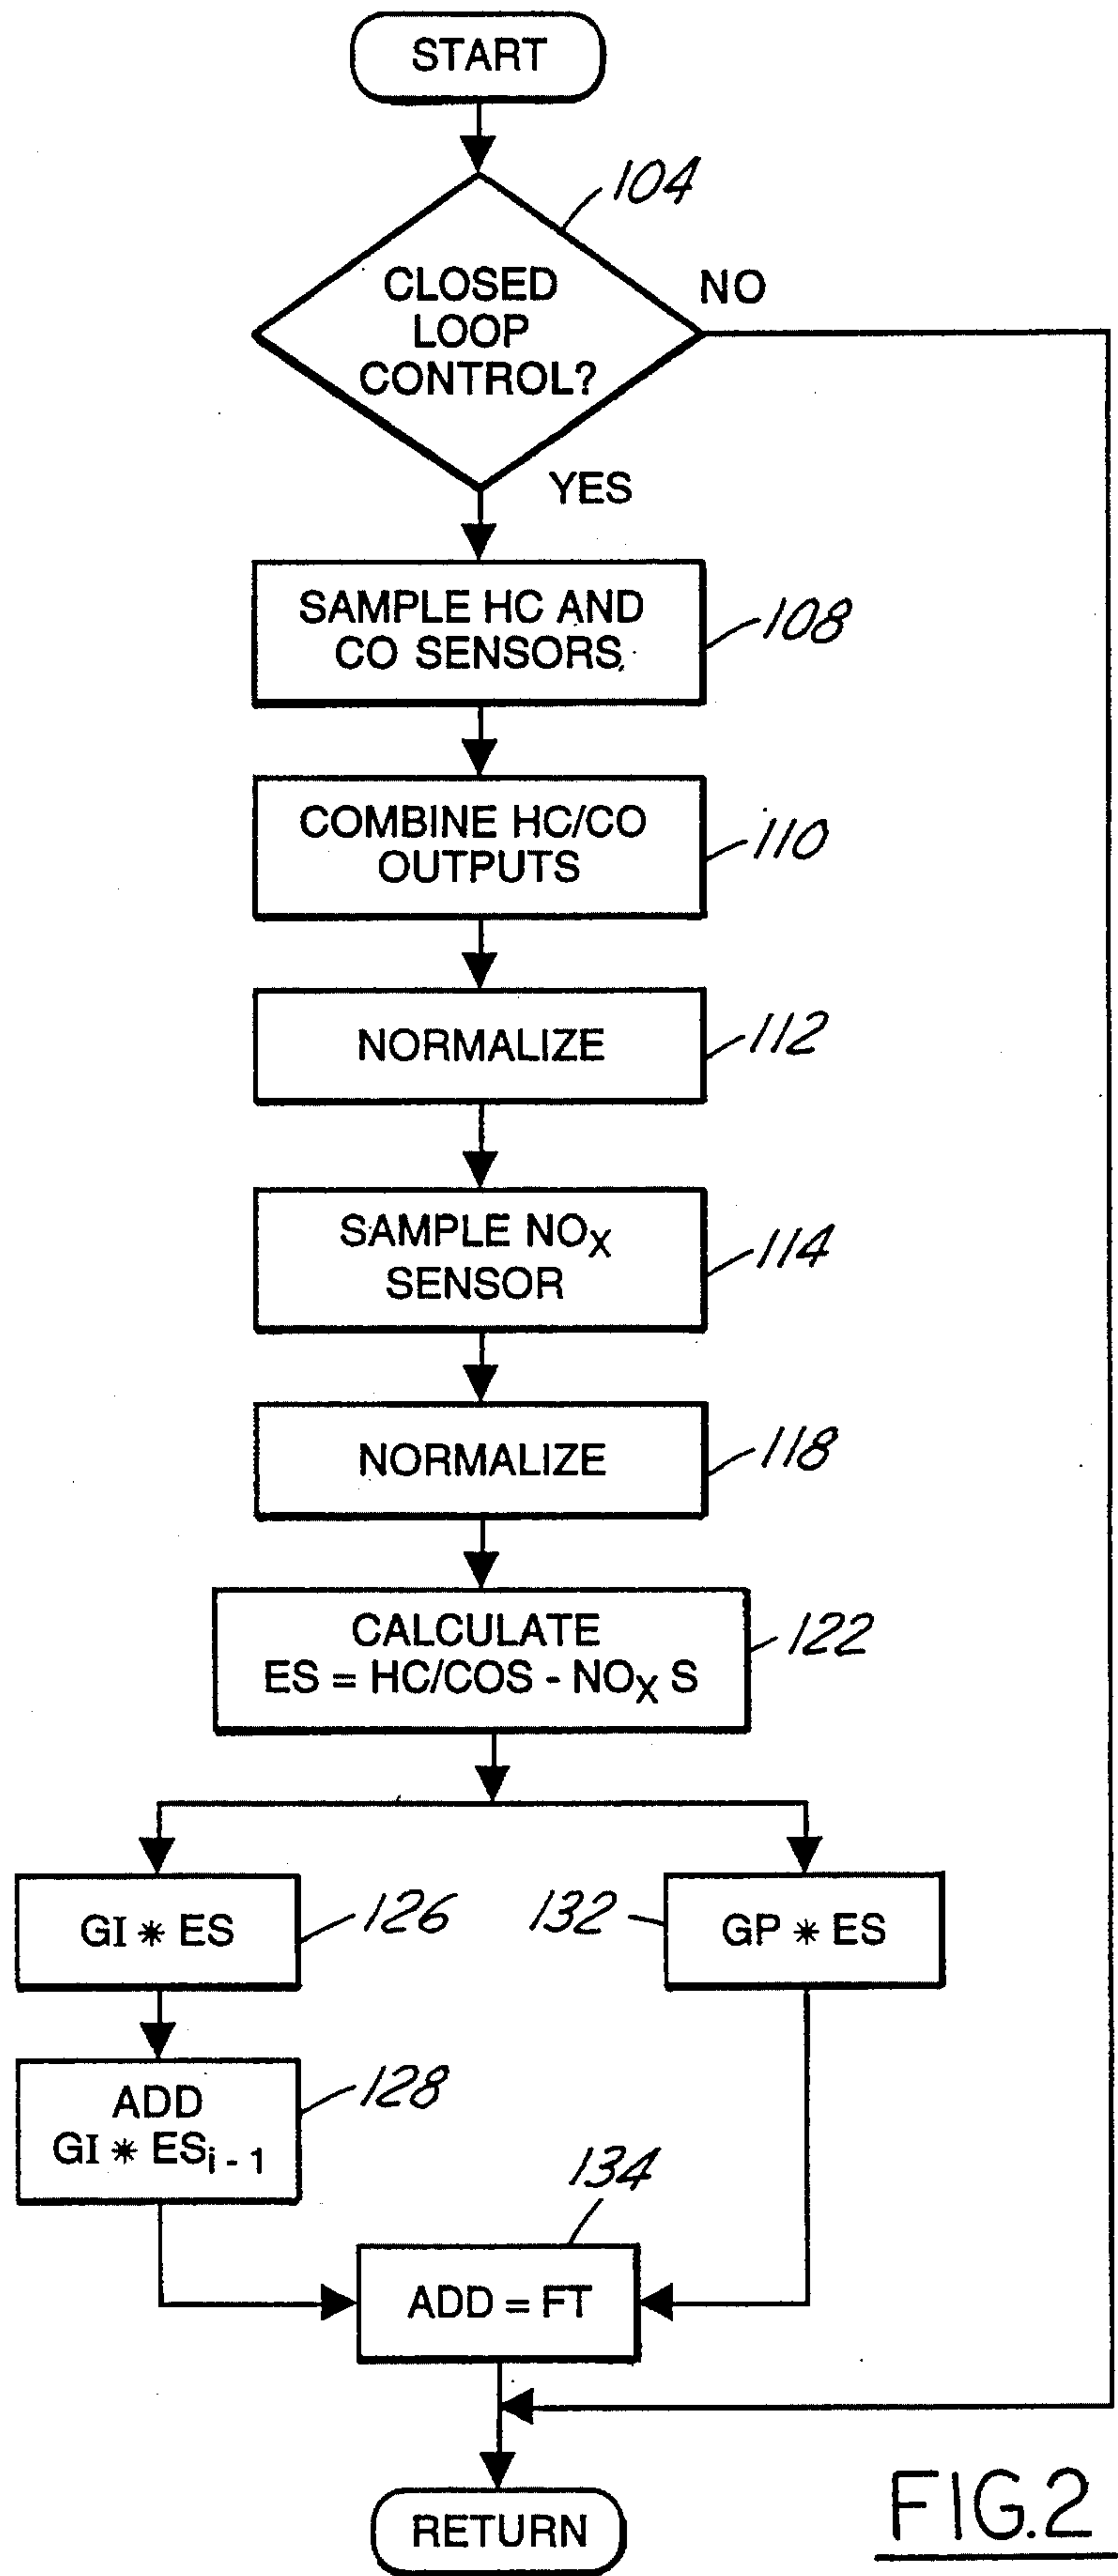 START
104
CLOSED
LOOP
CONTROL?
NO
YES
SAMPLE HC AND
CO SENSORS
108
COMBINE HC/CO
OUTPUTS
110
NORMALIZE
112
SAMPLE NOX
SENSOR
114
NORMALIZE
118
CALCULATE
ES = HC/COS - NOX S
122
GI * ES
126
132
GP * ES
ADD
GI * ESi - 1
128
134
ADD = FT
RETURN
FIG.2